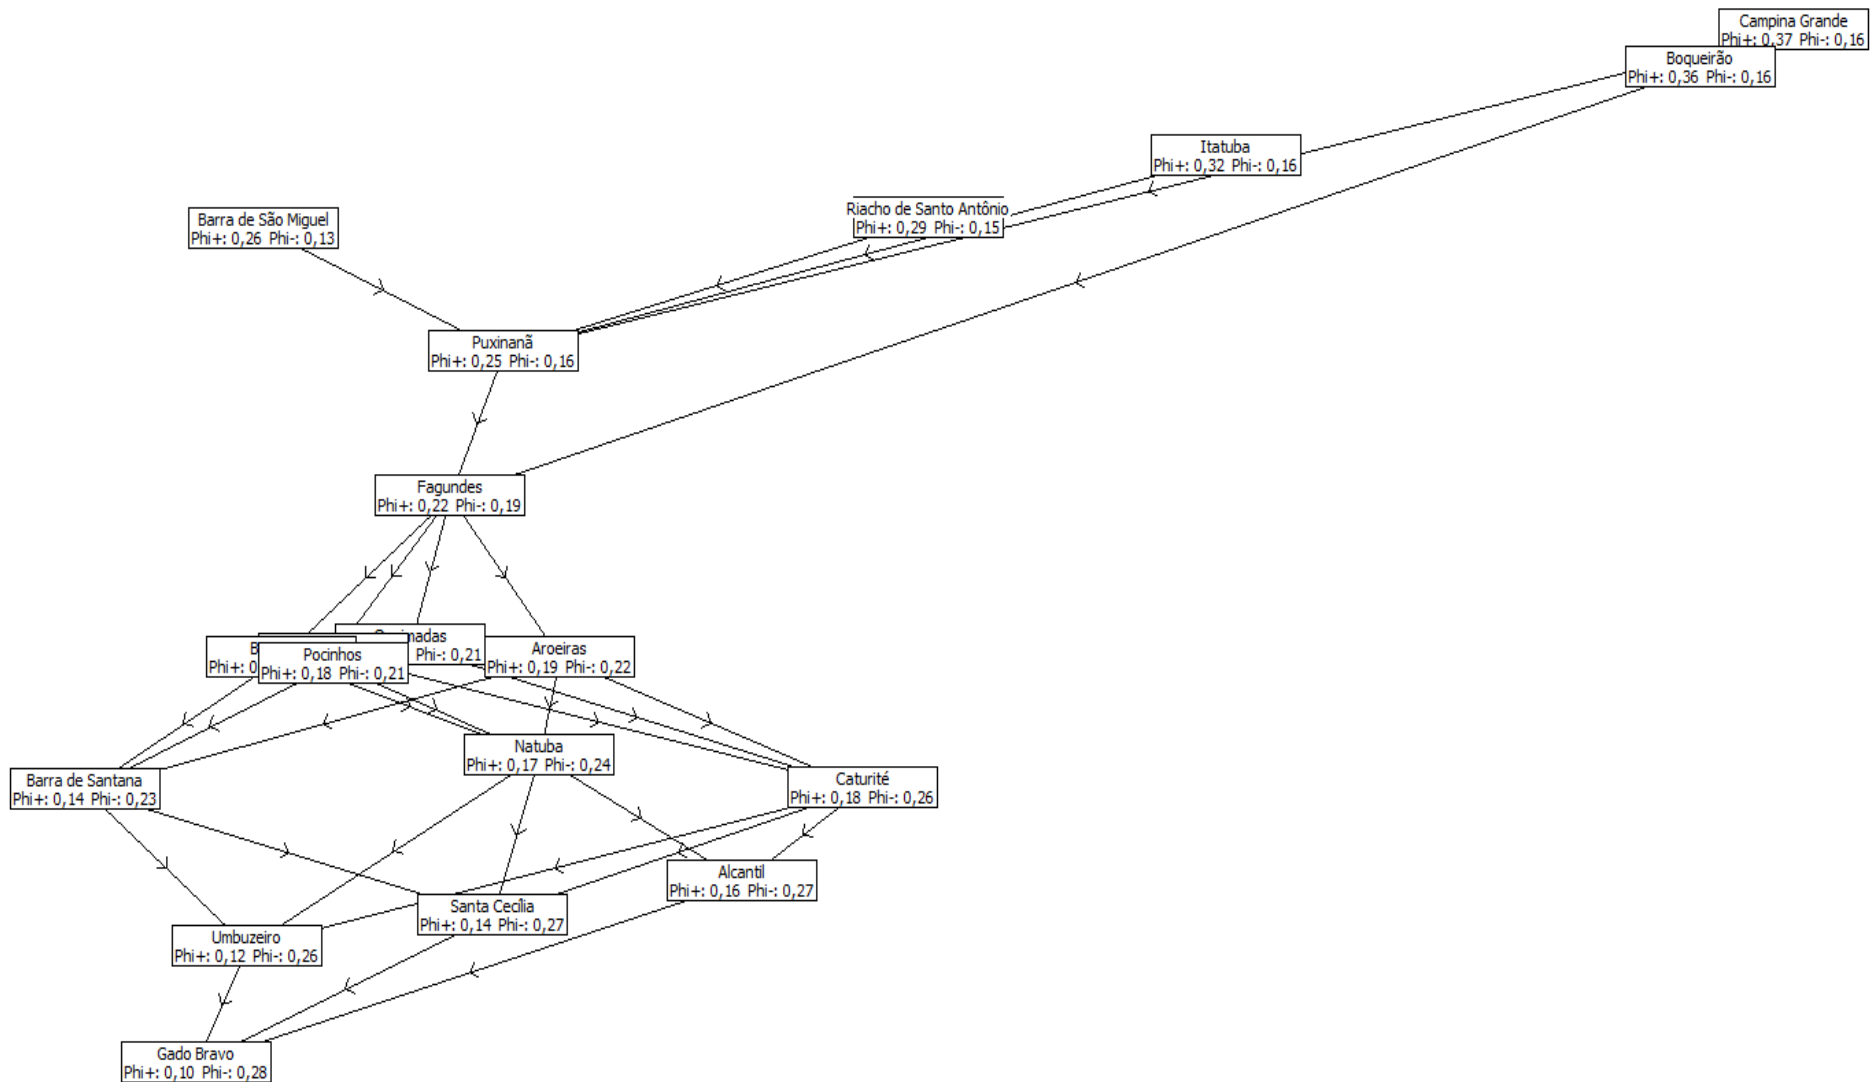 Campina Grande
Phi+: 0,37 Phi-: 0,16
Boqueirão
Phi+: 0,36 Phi-: 0,16
Itatuba
Phi+: 0,32 Phi-: 0,16
Riacho de Santo Antônio
Phi+: 0,29 Phi-: 0,15
Barra de São Miguel
Phi+: 0,26 Phi-: 0,13
Puxinanã
Phi+: 0,25 Phi-: 0,16
Fagundes
Phi+: 0,22 Phi-: 0,19
Phi-: 0,21
Aroeiras
Phi+: 0,19 Phi-: 0,22
B
Phi+: 0
Pocinhos
Phi+: 0,18 Phi-: 0,21
Natuba
Phi+: 0,17 Phi-: 0,24
Barra de Santana
Phi+: 0,14 Phi-: 0,23
Caturité
Phi+: 0,18 Phi-: 0,26
Alcantil
Phi+: 0,16 Phi-: 0,27
Santa Cecília
Phi+: 0,14 Phi-: 0,27
Umbuzeiro
Phi+: 0,12 Phi-: 0,26
Gado Bravo
Phi+: 0,10 Phi-: 0,28